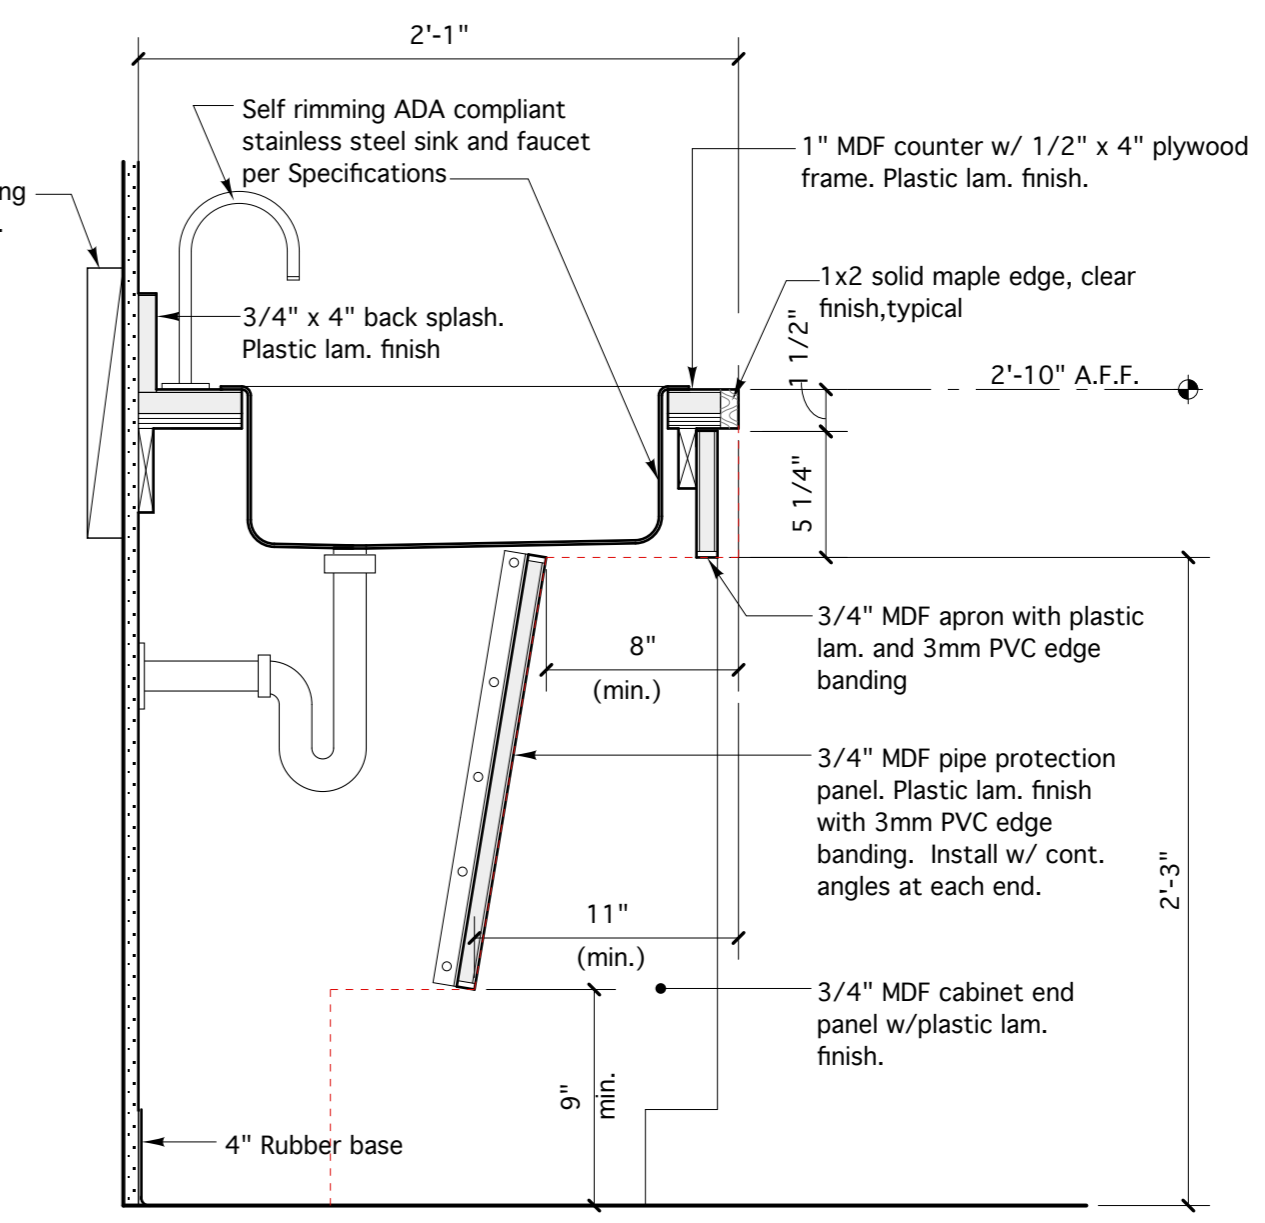 2'-1"
Self rimming ADA compliant
stainless steel sink and faucet
per Specifications
1" MDF counter w/ 1/2" x 4" plywood
frame. Plastic lam. finish.
ng
.
1x2 solid maple edge, clear
finish,typical
3/4" x 4" back splash.
Plastic lam. finish
1 1/2"
2'-10" A.F.F.
5 1/4"
3/4" MDF apron with plastic
lam. and 3mm PVC edge
banding
8"
(min.)
3/4" MDF pipe protection
panel. Plastic lam. finish
with 3mm PVC edge
banding. Install w/ cont.
angles at each end.
2'-3"
11"
(min.)
3/4" MDF cabinet end
panel w/plastic lam.
finish.
9"
min.
4" Rubber base